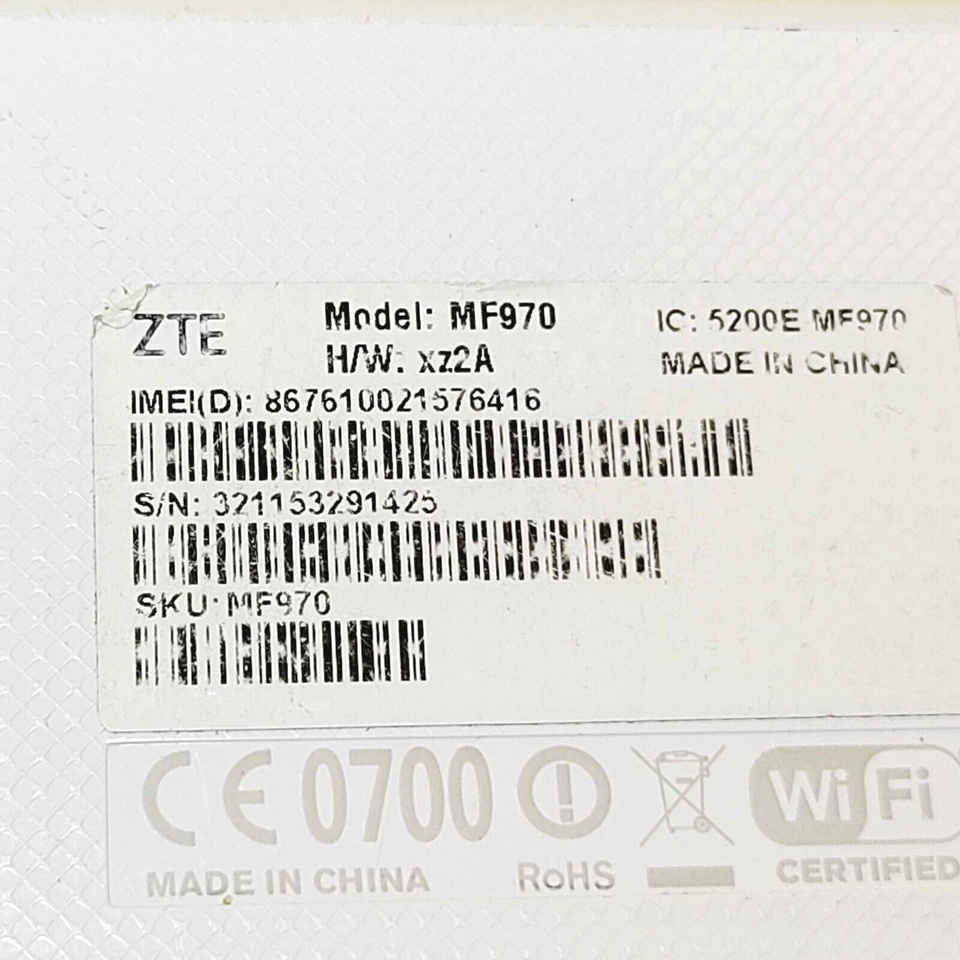 ZTE
Model: MF970
H/W: xz2A
IC: 5200E MF970
MADE IN CHINA
IMEI(D): 867610021576416
S/N: 321153291425
SKU: MF970
CE 0700
MADE IN CHINA
RoHS
WiFi
CERTIFIED